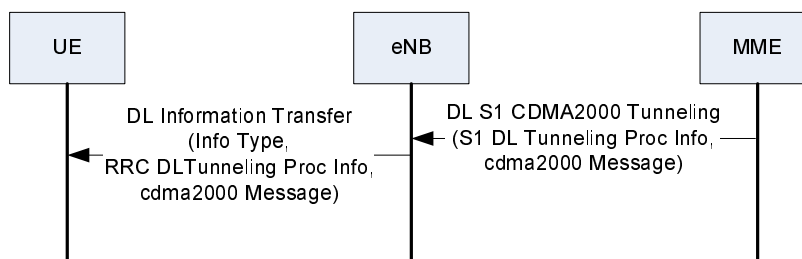 UE
eNB
MME
DL Information Transfer
(Info Type,
RRC DLTunneling Proc Info,
cdma2000 Message)
DL S1 CDMA2000 Tunneling
(S1 DL Tunneling Proc Info,
cdma2000 Message)